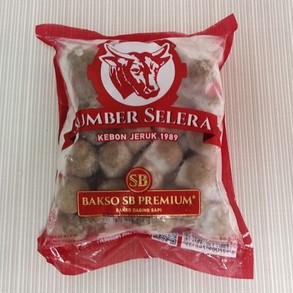 SUMBER SELERA
KEBON JERUK 1989
SB
BAKSO SB PREMIUM
BAKSO DAGING SAPI